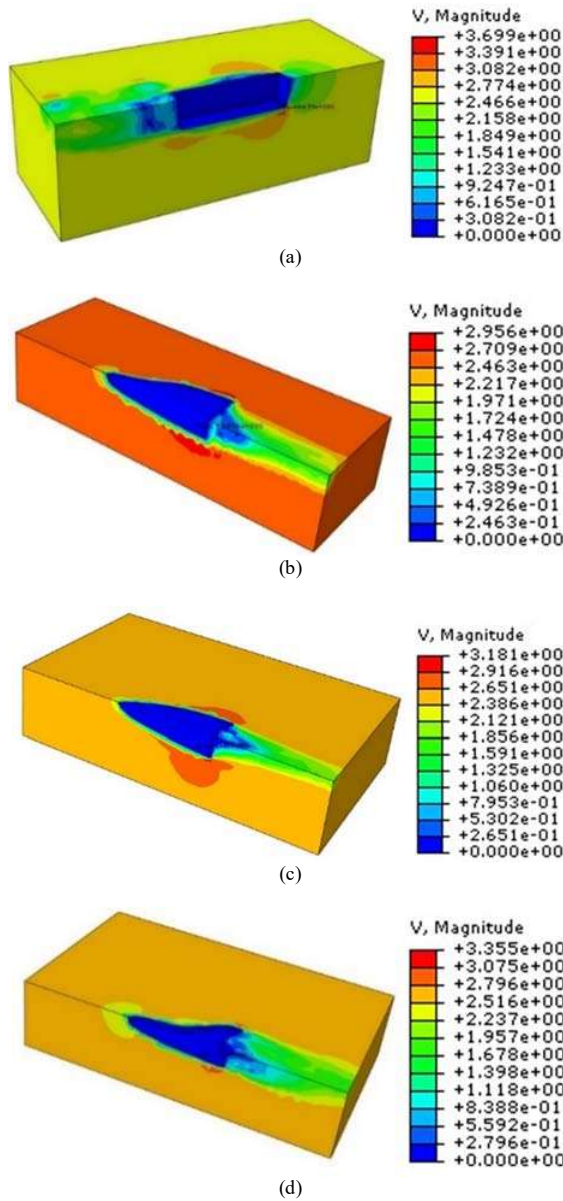 V, Magnitude
+3.699e+00
+3.391e+00
+3.082e+00
+2.774e+00
+2.466e+00
+2.158e+00
+1.849e+00
+1.541e+00
+1.233e+00
+9.247e-01
+6.165e-01
+3.082e-01
+0.000e+00
(a)
V, Magnitude
+2.956e+00
+2.709e+00
+2.463e+00
+2.217e+00
+1.971e+00
+1.724e+00
+1.478e+00
+1.232e+00
+9.853e-01
+7.389e-01
+4.926e-01
+2.463e-01
+0.000e+00
(b)
V, Magnitude
+3.181e+00
+2.916e+00
+2.651e+00
+2.386e+00
+2.121e+00
+1.856e+00
+1.591e+00
+1.325e+00
+1.060e+00
+7.953e-01
+5.302e-01
+2.651e-01
+0.000e+00
(c)
V, Magnitude
+3.355e+00
+3.075e+00
+2.796e+00
+2.516e+00
+2.237e+00
+1.957e+00
+1.678e+00
+1.398e+00
+1.118e+00
+8.388e-01
+5.592e-01
+2.796e-01
+0.000e+00
(d)